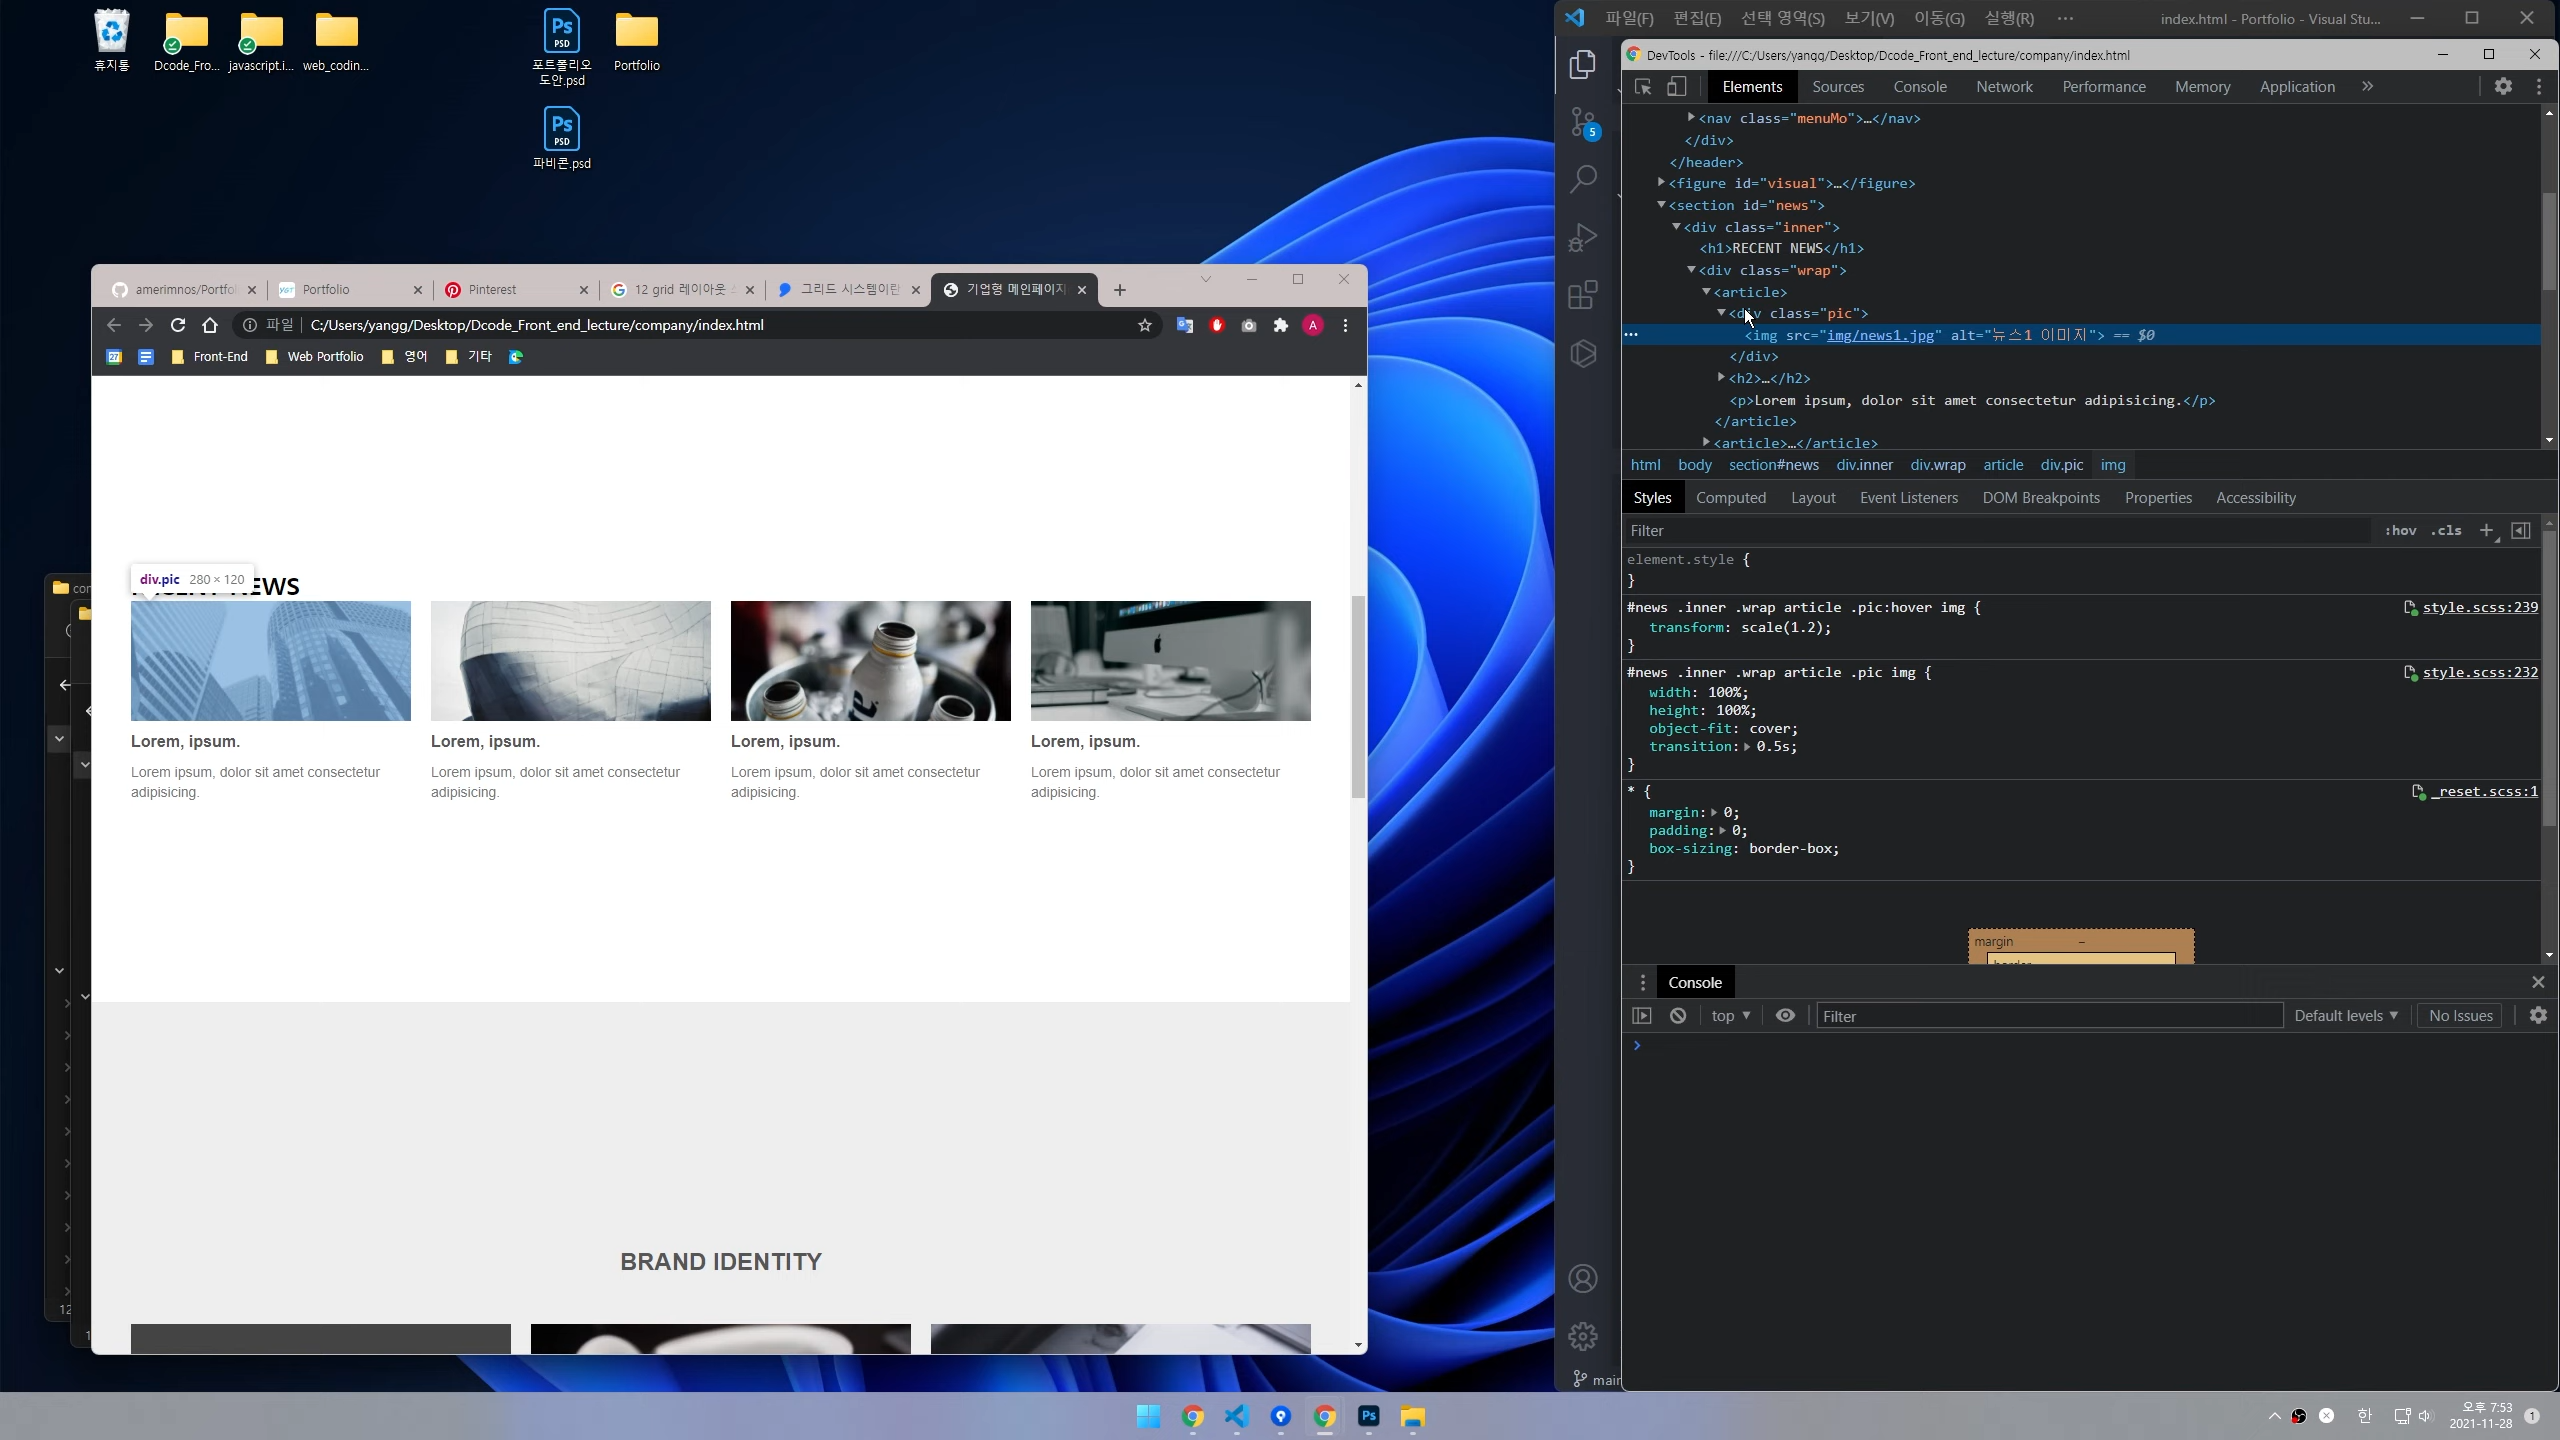 휴지통
Dcode_Fro...
javascript.i...
web_codin...
Ps
PSD
포트폴리오
도안.psd
Portfolio
Ps
PSD
파비콘.psd
amerimnos/Portfo
Portfolio
Pinterest
12 grid 레이아웃
그리드 시스템이란
기업형 메인페이지
파일
C:/Users/yangg/Desktop/Dcode_Front_end_lecture/company/index.html
A
27
Front-End
Web Portfolio
영어
기타
div.pic 280 × 120
NEWS
Lorem, ipsum.
Lorem ipsum, dolor sit amet consectetur
adipisicing.
Lorem, ipsum.
Lorem ipsum, dolor sit amet consectetur
adipisicing.
Lorem, ipsum.
Lorem ipsum, dolor sit amet consectetur
adipisicing.
Lorem, ipsum.
Lorem ipsum, dolor sit amet consectetur
adipisicing.
BRAND IDENTITY
파일(F) 편집(E) 선택 영역(S) 보기(V) 이동(G) 실행(R) ···
index.html - Portfolio - Visual Stu...
5
DevTools - file:///C:/Users/yangg/Desktop/Dcode_Front_end_lecture/company/index.html
Elements Sources Console Network Performance Memory Application »
<nav class="menuMo">…</nav>
</div>
</header>
<figure id="visual">…</figure>
<section id="news">
<div class="inner">
<h1>RECENT NEWS</h1>
<div class="wrap">
<article>
<div class="pic">
<img src="img/news1.jpg" alt="뉴스1 이미지"> == $0
</div>
<h2>…</h2>
<p>Lorem ipsum, dolor sit amet consectetur adipisicing.</p>
</article>
<article>…</article>
html body section#news div.inner div.wrap article div.pic img
Styles Computed Layout Event Listeners DOM Breakpoints Properties Accessibility
Filter
:hov .cls +
element.style {
}
#news .inner .wrap article .pic:hover img {
style.scss:239
transform: scale(1.2);
}
#news .inner .wrap article .pic img {
style.scss:232
width: 100%;
height: 100%;
object-fit: cover;
transition: 0.5s;
}
* {
_reset.scss:1
margin: 0;
padding: 0;
box-sizing: border-box;
}
margin –
Console
top
Filter
Default levels
No Issues
main
한
오후 7:53
2021-11-28
1